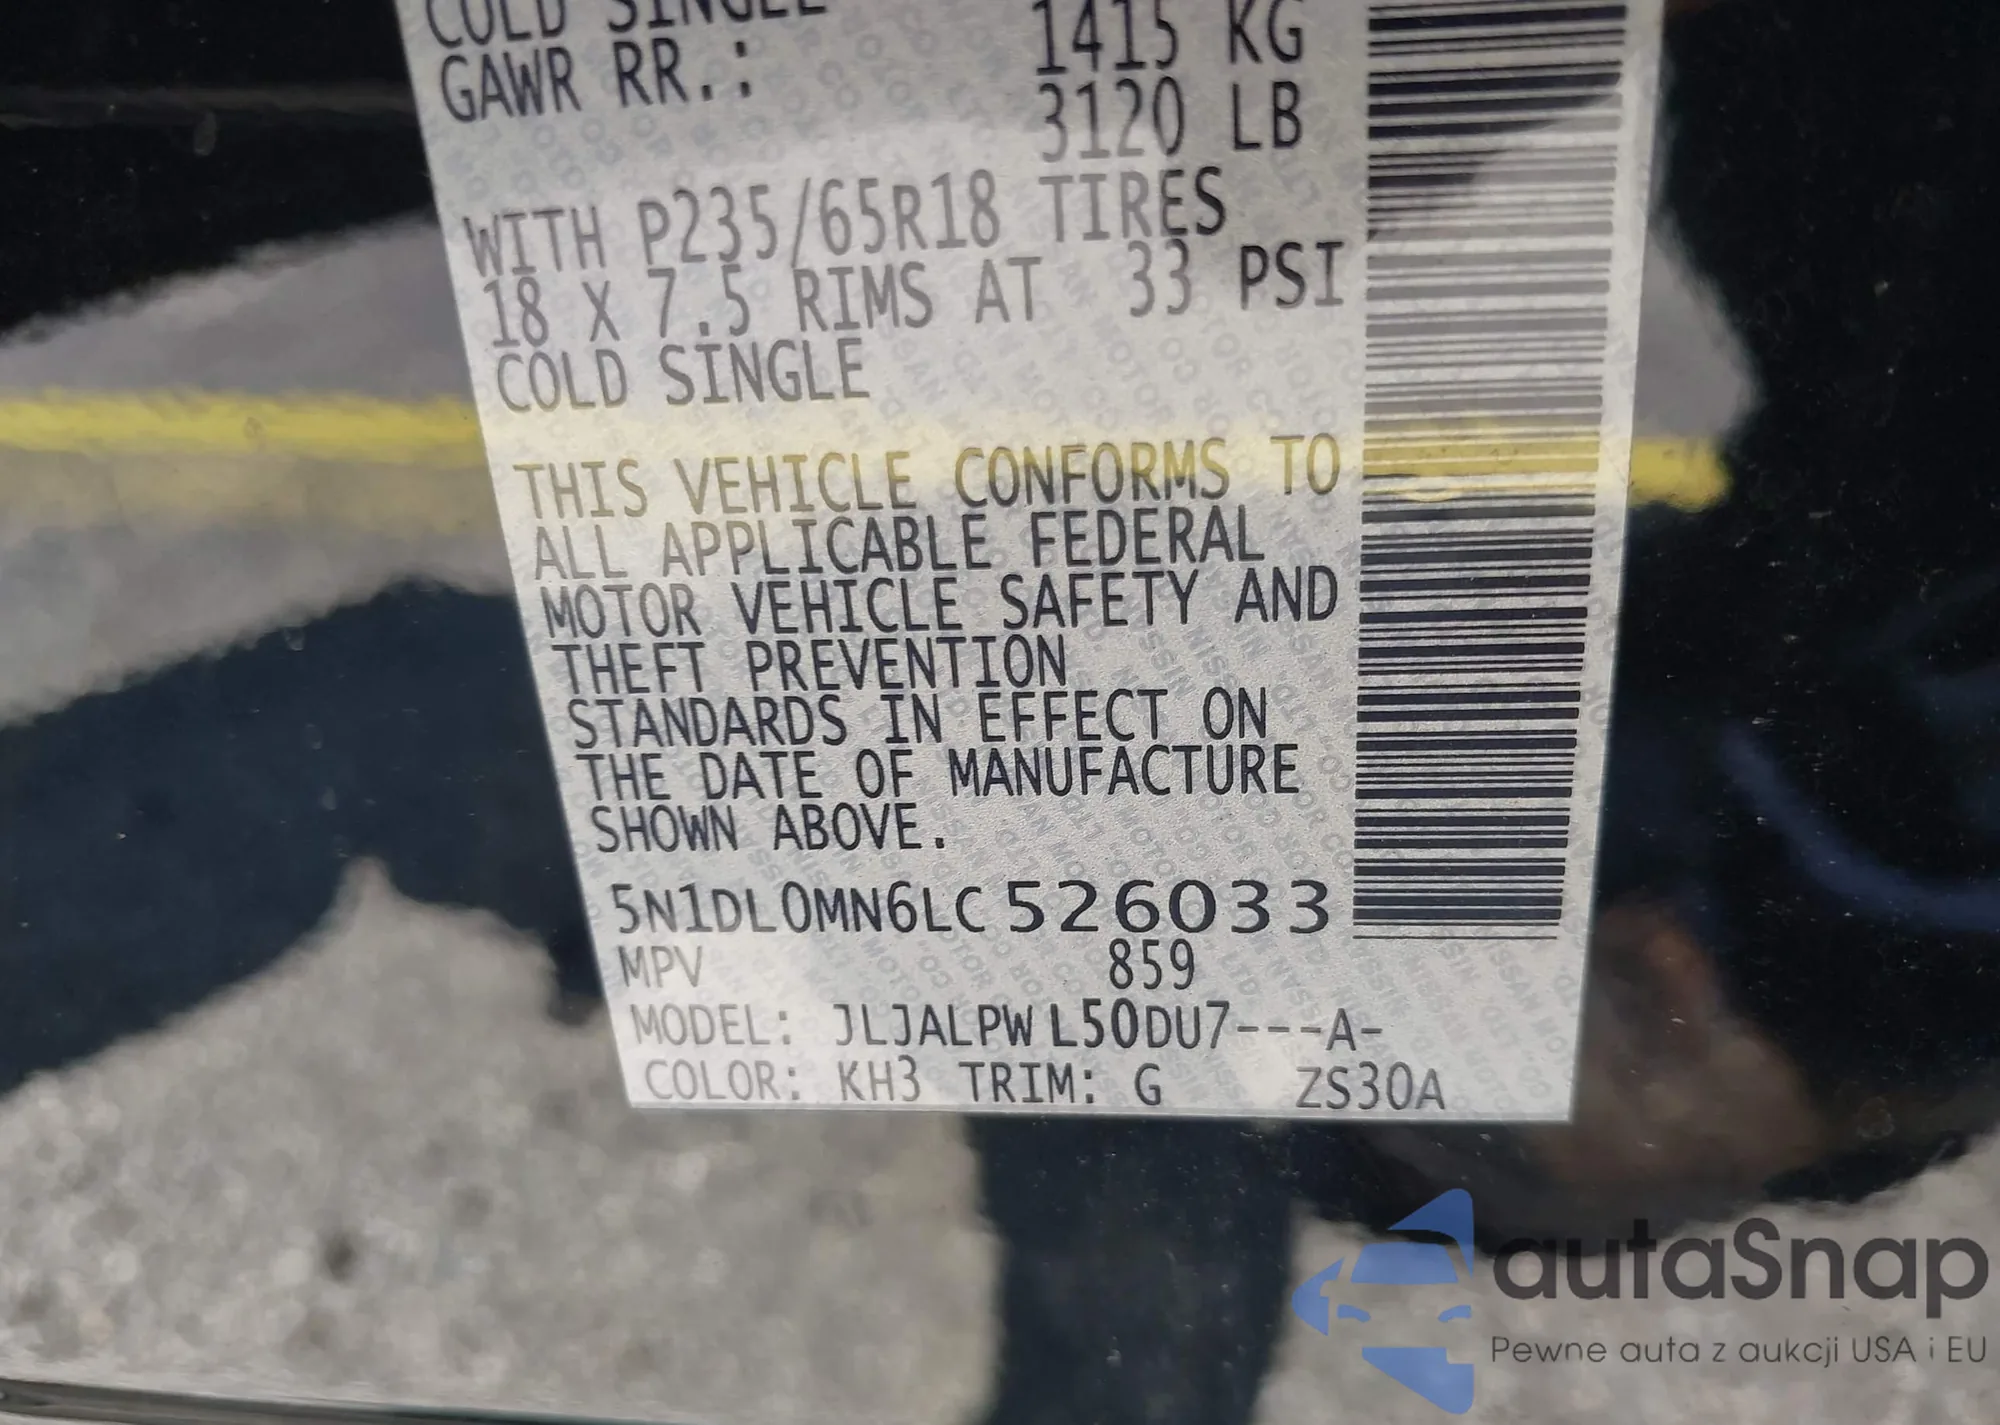 COLD SINGLE
GAWR RR.: 1415 KG
3120 LB
WITH P235/65R18 TIRES
18 X 7.5 RIMS AT 33 PSI
COLD SINGLE
THIS VEHICLE CONFORMS TO
ALL APPLICABLE FEDERAL
MOTOR VEHICLE SAFETY AND
THEFT PREVENTION
STANDARDS IN EFFECT ON
THE DATE OF MANUFACTURE
SHOWN ABOVE.
5N1DL0MN6LC526033
MPV 859
MODEL: JLJALPWL50DU7---A-
COLOR: KH3 TRIM: G ZS30A
autaSnap
Pewne auta z aukcji USA i EU